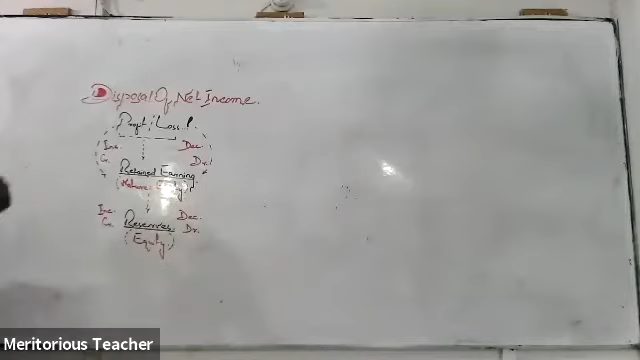 Disposal Of Net Income.
Profit / Loss
Inc. Dec.
Cr. Dr.
Retained Earning
(Nature: Equity)
Inc. Reserves Dec.
Cr. Dr.
(Equity)
Meritorious Teacher